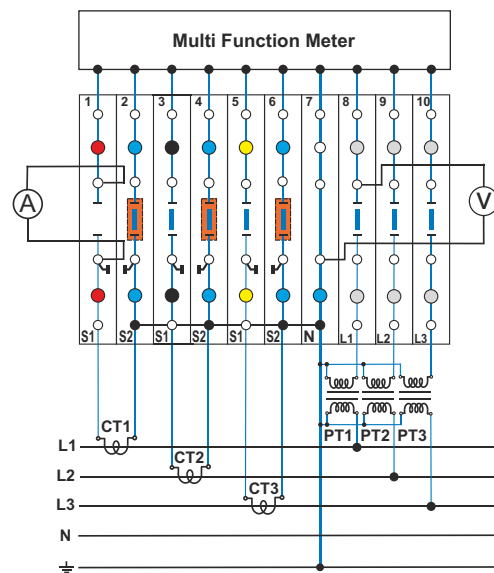 Multi Function Meter
1 2 3 4 5 6 7 8 9 10
A V
S1 S2 S1 S2 S1 S2 N L1 L2 L3
PT1 PT2 PT3
CT1
L1
CT2
L2
CT3
L3
N